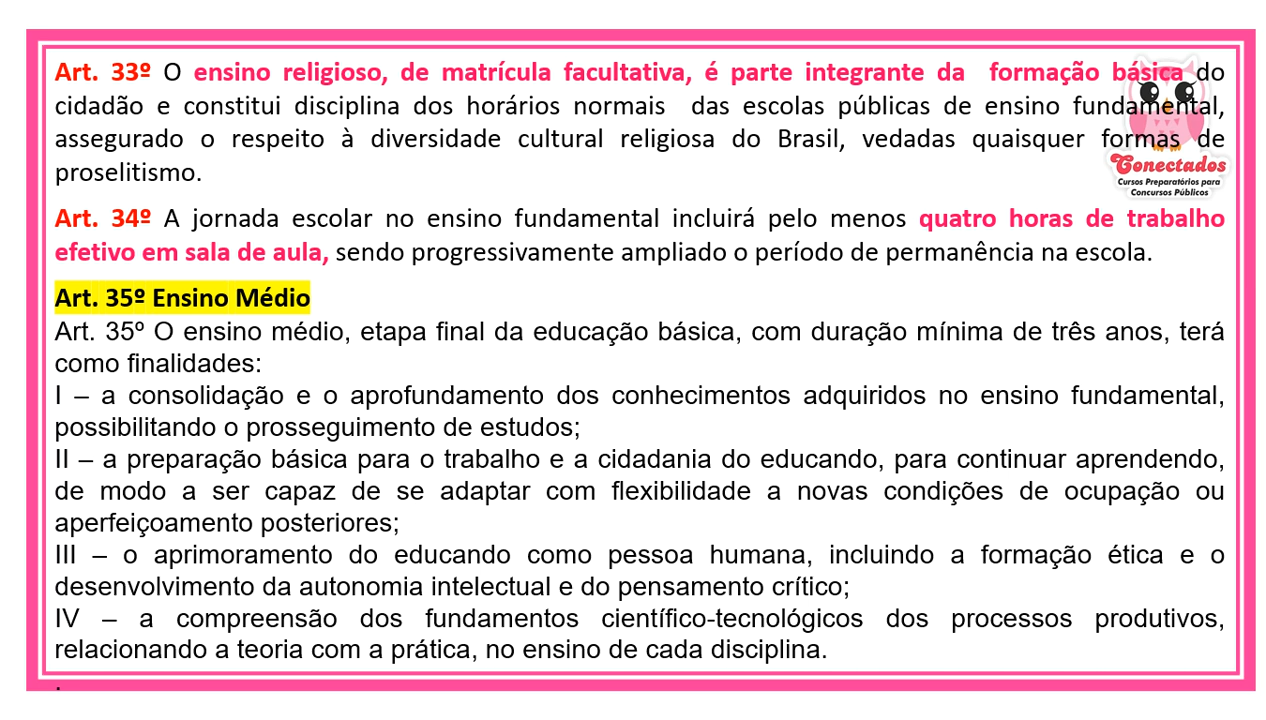 Art. 33º O ensino religioso, de matrícula facultativa, é parte integrante da formação básica do
cidadão e constitui disciplina dos horários normais das escolas públicas de ensino fundamental,
assegurado o respeito à diversidade cultural religiosa do Brasil, vedadas quaisquer formas de
proselitismo.
Conectados
Cursos Preparatórios para
Concursos Públicos
Art. 34º A jornada escolar no ensino fundamental incluirá pelo menos quatro horas de trabalho
efetivo em sala de aula, sendo progressivamente ampliado o período de permanência na escola.
Art. 35º Ensino Médio
Art. 35º O ensino médio, etapa final da educação básica, com duração mínima de três anos, terá
como finalidades:
I – a consolidação e o aprofundamento dos conhecimentos adquiridos no ensino fundamental,
possibilitando o prosseguimento de estudos;
II – a preparação básica para o trabalho e a cidadania do educando, para continuar aprendendo,
de modo a ser capaz de se adaptar com flexibilidade a novas condições de ocupação ou
aperfeiçoamento posteriores;
III – o aprimoramento do educando como pessoa humana, incluindo a formação ética e o
desenvolvimento da autonomia intelectual e do pensamento crítico;
IV – a compreensão dos fundamentos científico-tecnológicos dos processos produtivos,
relacionando a teoria com a prática, no ensino de cada disciplina.
.